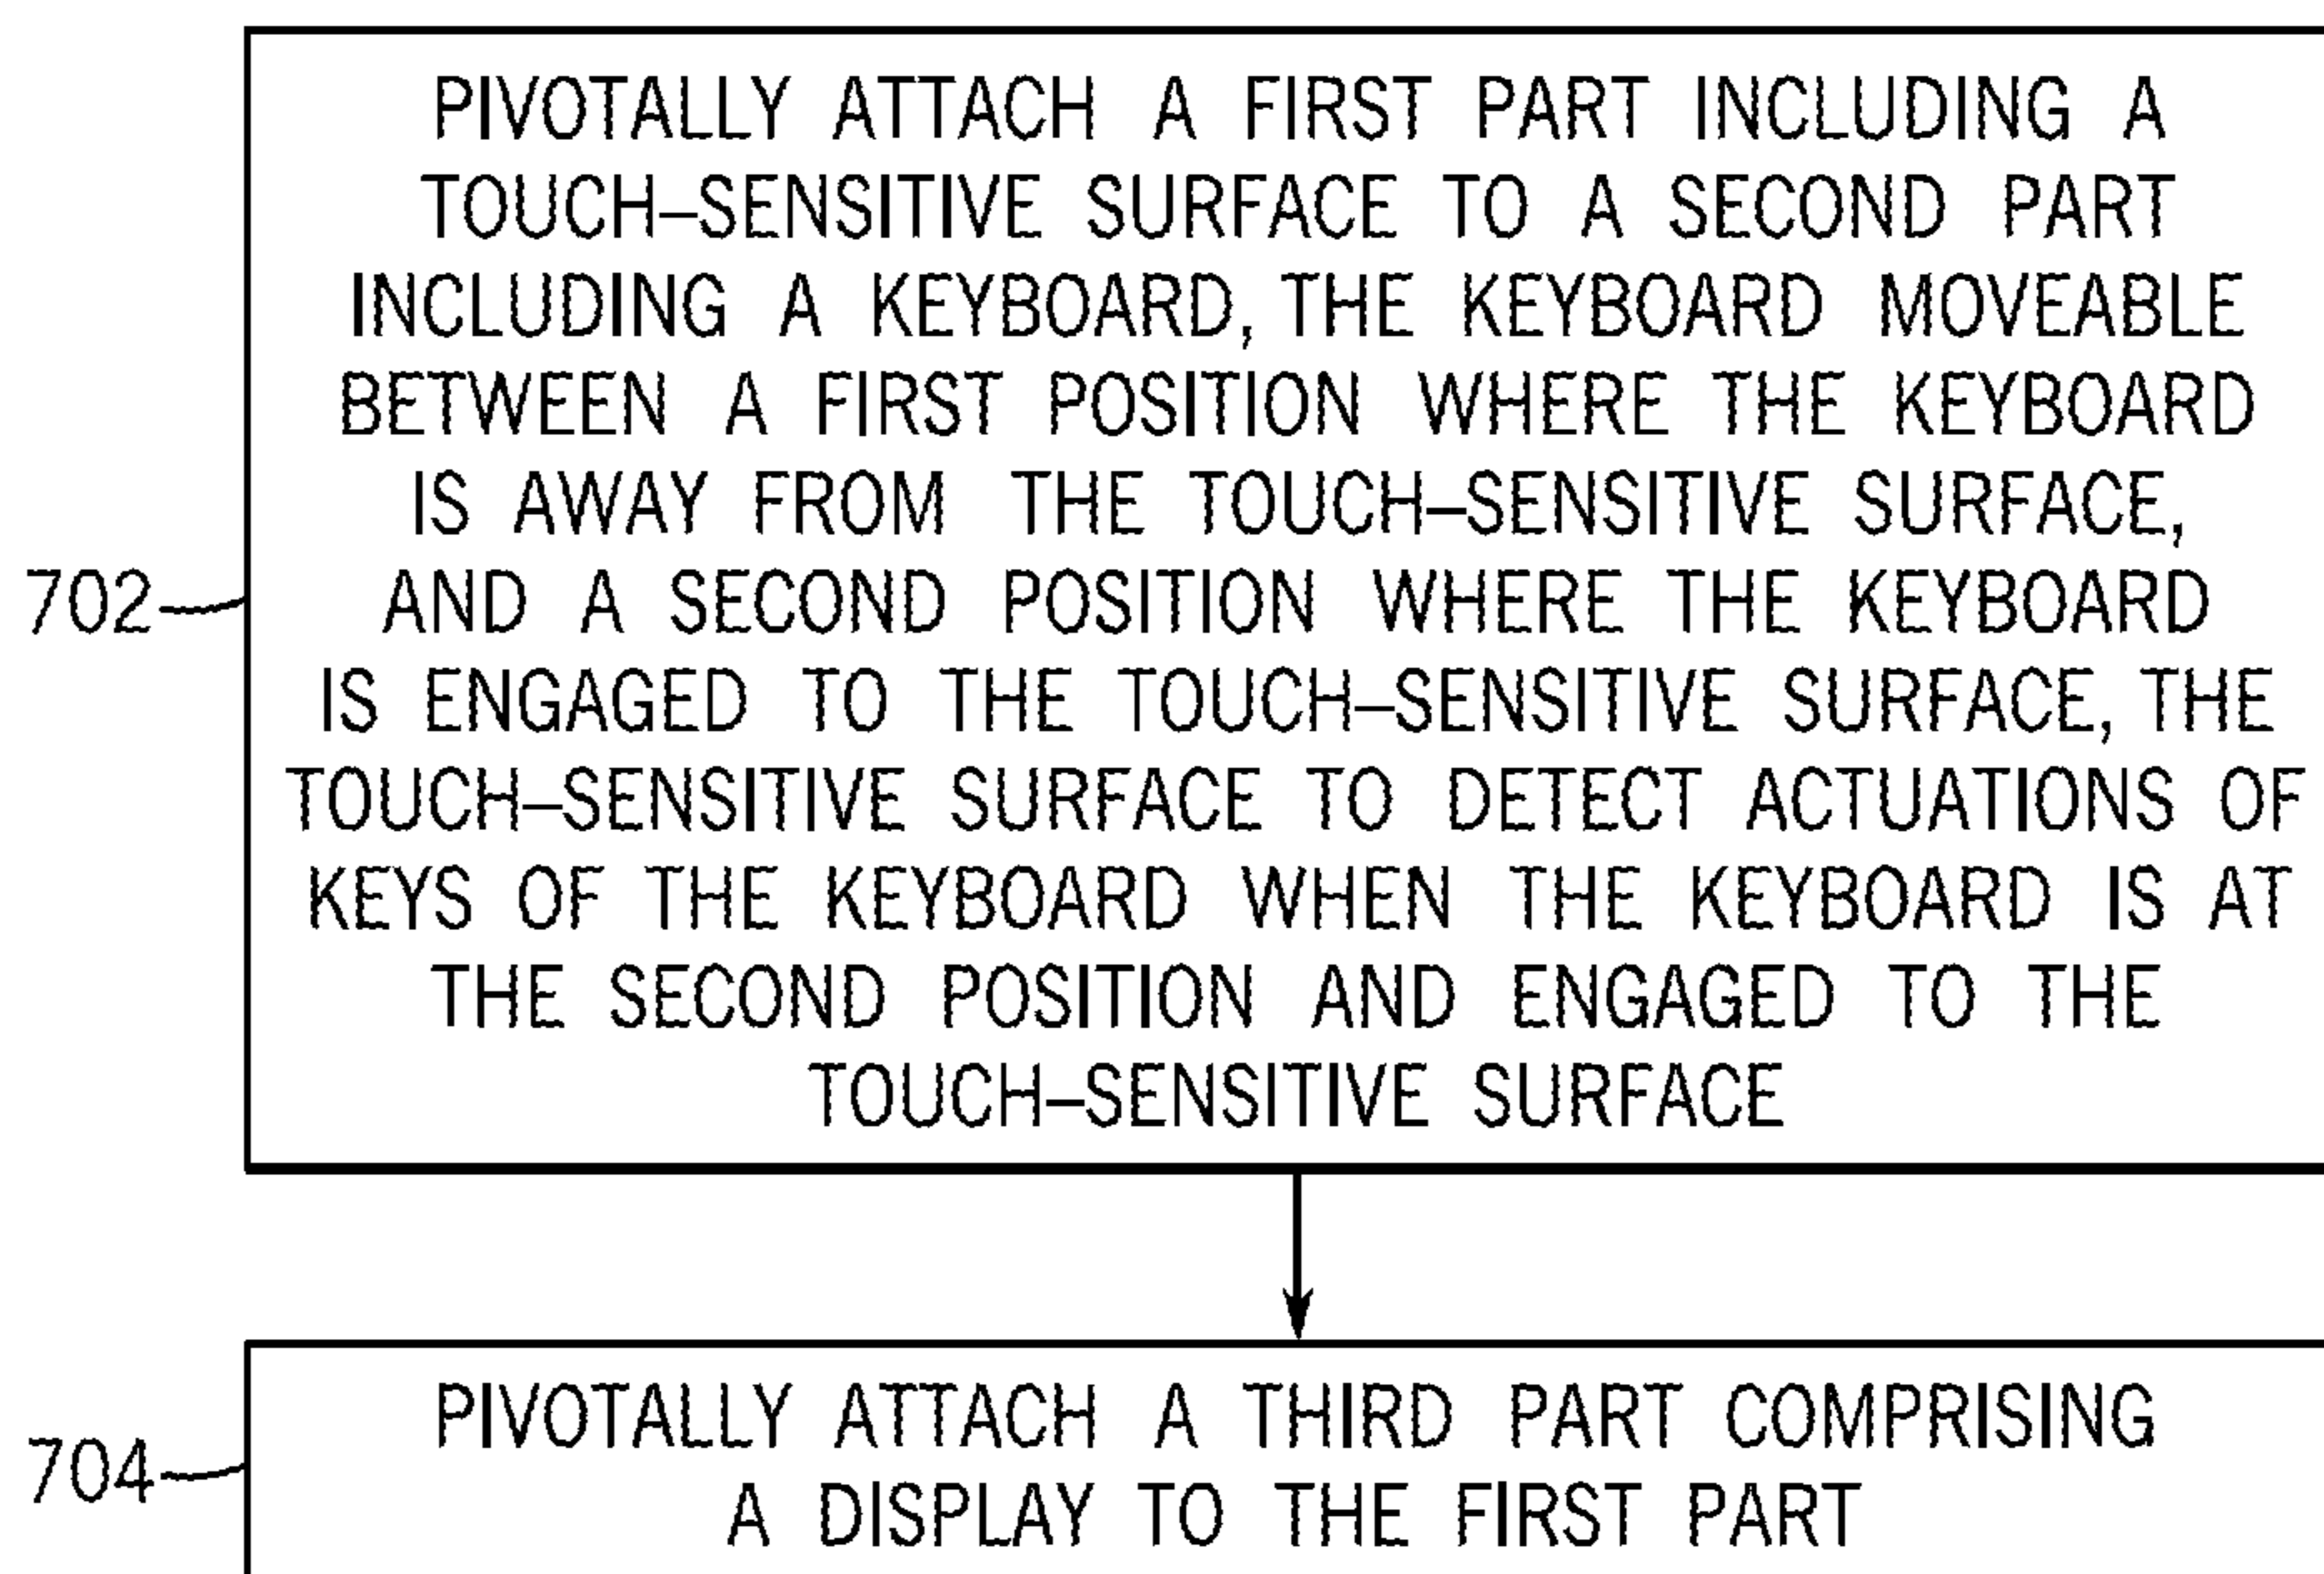 PIVOTALLY ATTACH A FIRST PART INCLUDING A
TOUCH–SENSITIVE SURFACE TO A SECOND PART
INCLUDING A KEYBOARD, THE KEYBOARD MOVEABLE
BETWEEN A FIRST POSITION WHERE THE KEYBOARD
IS AWAY FROM THE TOUCH–SENSITIVE SURFACE,
702 AND A SECOND POSITION WHERE THE KEYBOARD
IS ENGAGED TO THE TOUCH–SENSITIVE SURFACE, THE
TOUCH–SENSITIVE SURFACE TO DETECT ACTUATIONS OF
KEYS OF THE KEYBOARD WHEN THE KEYBOARD IS AT
THE SECOND POSITION AND ENGAGED TO THE
TOUCH–SENSITIVE SURFACE
704 PIVOTALLY ATTACH A THIRD PART COMPRISING
A DISPLAY TO THE FIRST PART